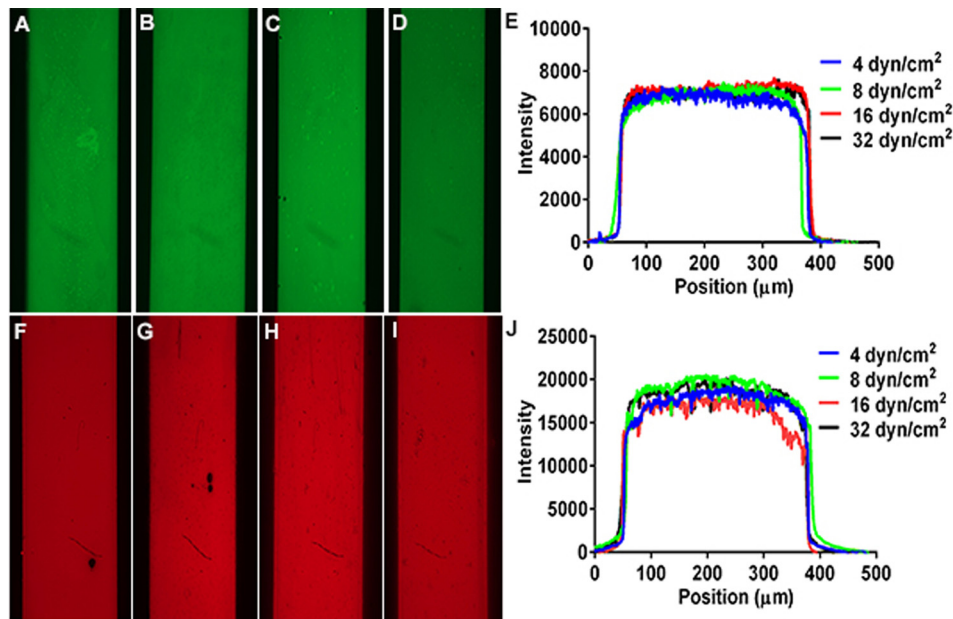 A B C D E
10000
8000
6000
4000
2000
0
Intensity
0 100 200 300 400 500
Position (µm)
4 dyn/cm²
8 dyn/cm²
16 dyn/cm²
32 dyn/cm²
F G H I J
25000
20000
15000
10000
5000
0
Intensity
0 100 200 300 400 500
Position (µm)
4 dyn/cm²
8 dyn/cm²
16 dyn/cm²
32 dyn/cm²